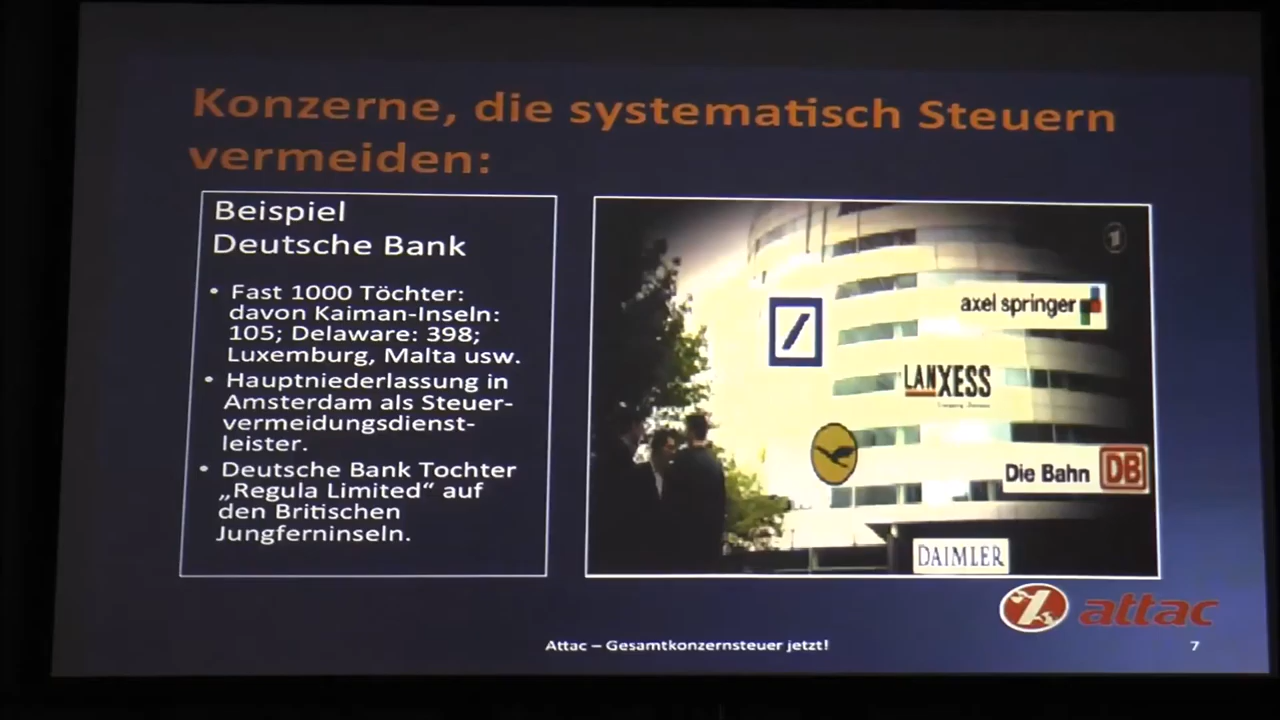 Konzerne, die systematisch Steuern
vermeiden:
Beispiel
Deutsche Bank
• Fast 1000 Töchter:
davon Kaiman-Inseln:
105; Delaware: 398;
Luxemburg, Malta usw.
• Hauptniederlassung in
Amsterdam als Steuer-
vermeidungsdienst-
leister.
• Deutsche Bank Tochter
„Regula Limited“ auf
den Britischen
Jungferninseln.
1
axel springer
LANXESS
Die Bahn DB
DAIMLER
attac
Attac – Gesamtkonzernsteuer jetzt!
7